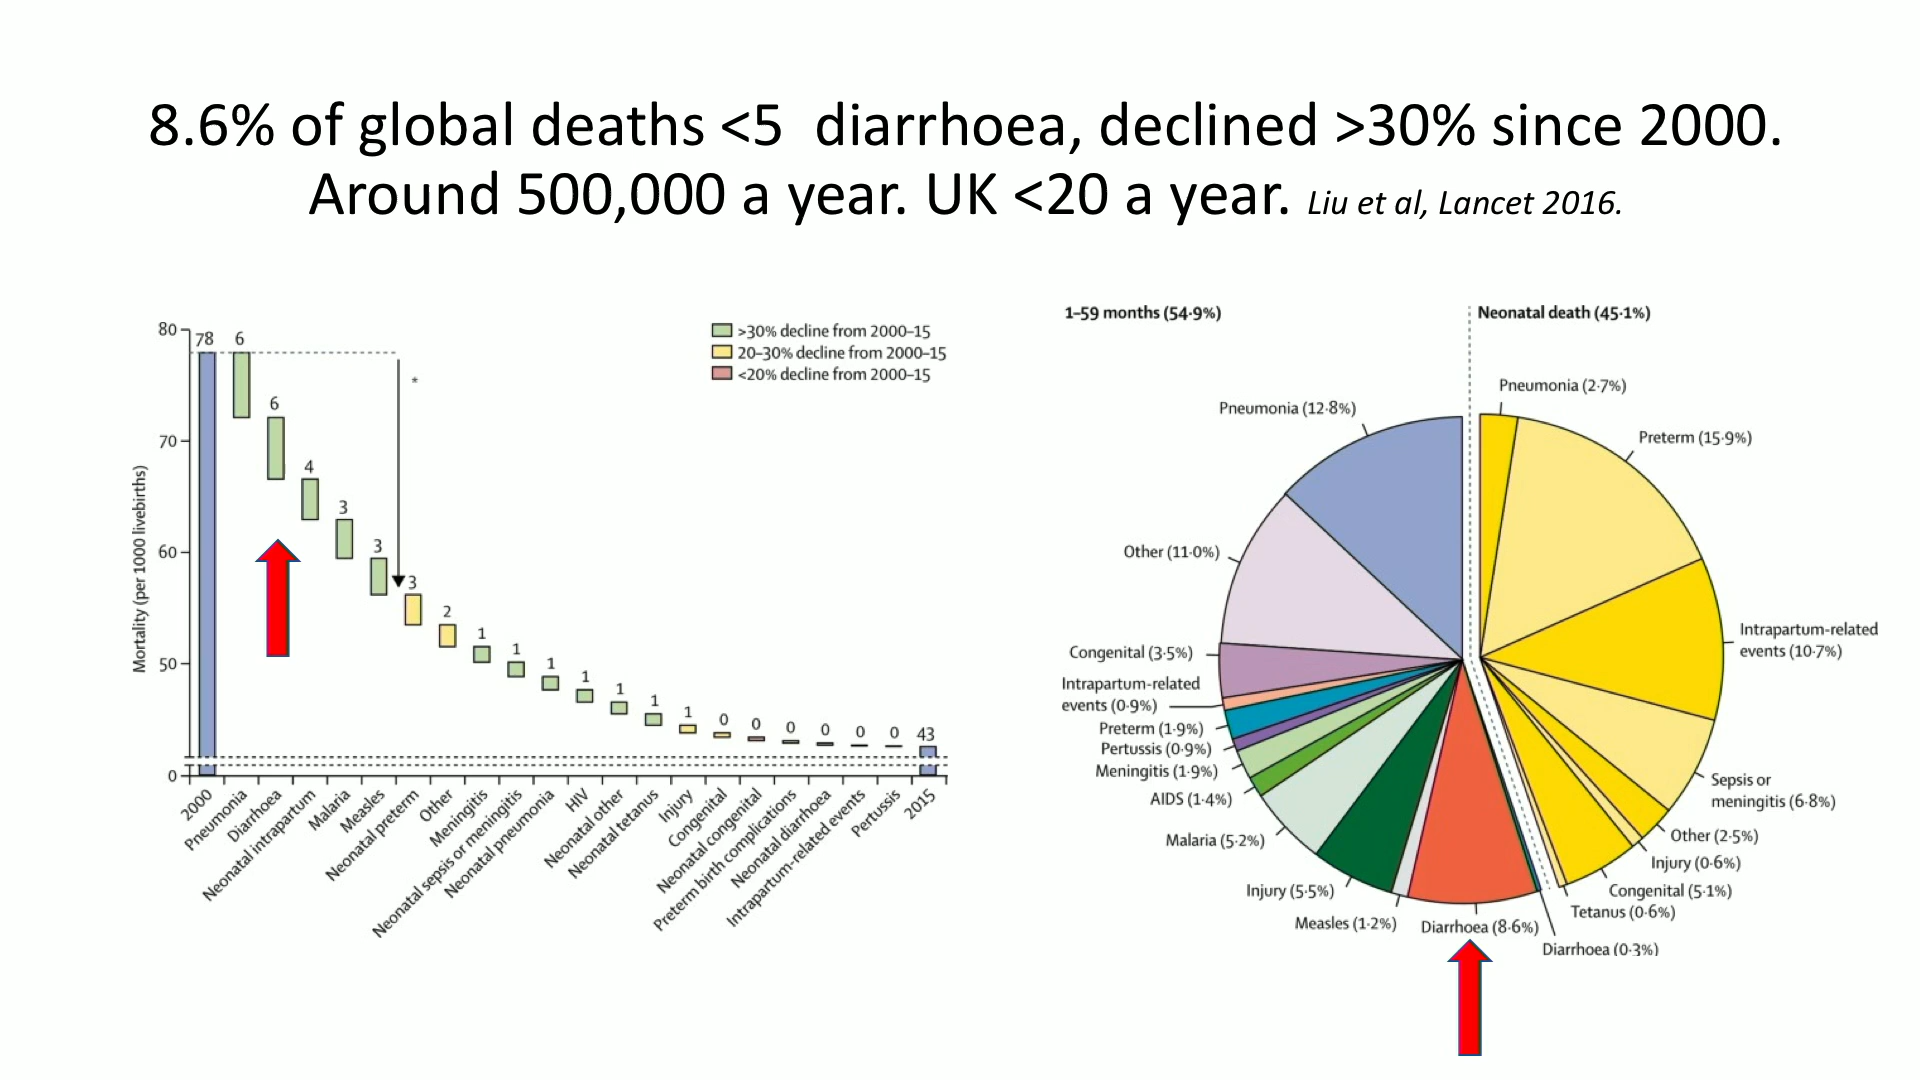 8.6% of global deaths <5  diarrhoea, declined >30% since 2000.
Around 500,000 a year. UK <20 a year. Liu et al, Lancet 2016.
80
70
60
50
0
Mortality (per 1000 livebirths)
78
6
6
4
3
3
*
3
2
1
1
1
1
1
1
1
0
0
0
0
0
0
43
>30% decline from 2000–15
20–30% decline from 2000–15
<20% decline from 2000–15
2000
Pneumonia
Diarrhoea
Neonatal intrapartum
Malaria
Measles
Neonatal preterm
Other
Meningitis
Neonatal sepsis or meningitis
Neonatal pneumonia
HIV
Neonatal other
Neonatal tetanus
Injury
Congenital
Neonatal congenital
Preterm birth complications
Neonatal diarrhoea
Intrapartum-related events
Pertussis
2015
1–59 months (54·9%)
Neonatal death (45·1%)
Pneumonia (12·8%)
Other (11·0%)
Congenital (3·5%)
Intrapartum-related
events (0·9%)
Preterm (1·9%)
Pertussis (0·9%)
Meningitis (1·9%)
AIDS (1·4%)
Malaria (5·2%)
Injury (5·5%)
Measles (1·2%)
Diarrhoea (8·6%)
Pneumonia (2·7%)
Preterm (15·9%)
Intrapartum-related
events (10·7%)
Sepsis or
meningitis (6·8%)
Other (2·5%)
Injury (0·6%)
Congenital (5·1%)
Tetanus (0·6%)
Diarrhoea (0·3%)